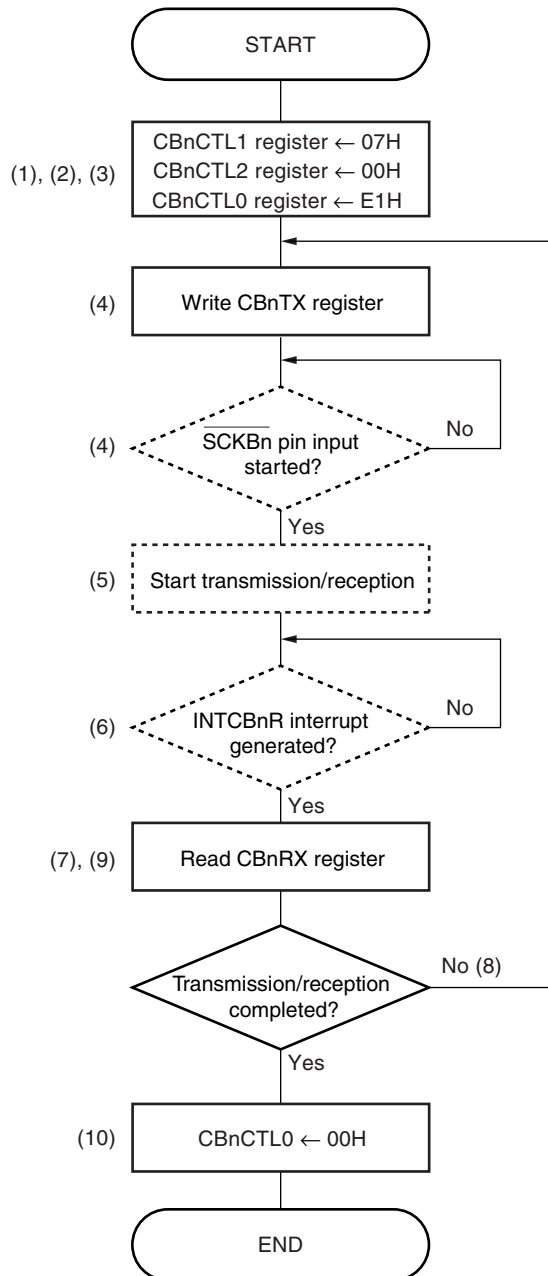 START
(1), (2), (3)
CBnCTL1 register ← 07H
CBnCTL2 register ← 00H
CBnCTL0 register ← E1H
(4)
Write CBnTX register
(4)
SCKBn pin input
started?
No
Yes
(5)
Start transmission/reception
(6)
INTCBnR interrupt
generated?
No
Yes
(7), (9)
Read CBnRX register
Transmission/reception
completed?
No (8)
Yes
(10)
CBnCTL0 ← 00H
END